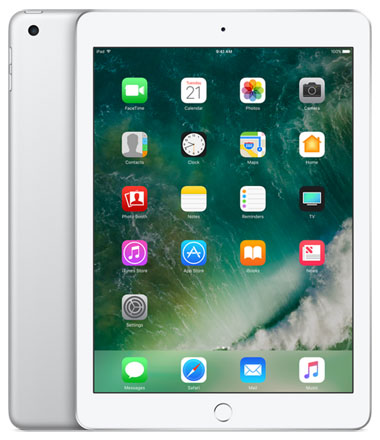 iPad 9:41 AM 100%
FaceTime Tuesday 21 Calendar Photos Camera
Contacts Clock Maps Home
Photo Booth Notes Reminders TV
iTunes Store App Store iBooks News
Settings
Messages Safari Mail Music